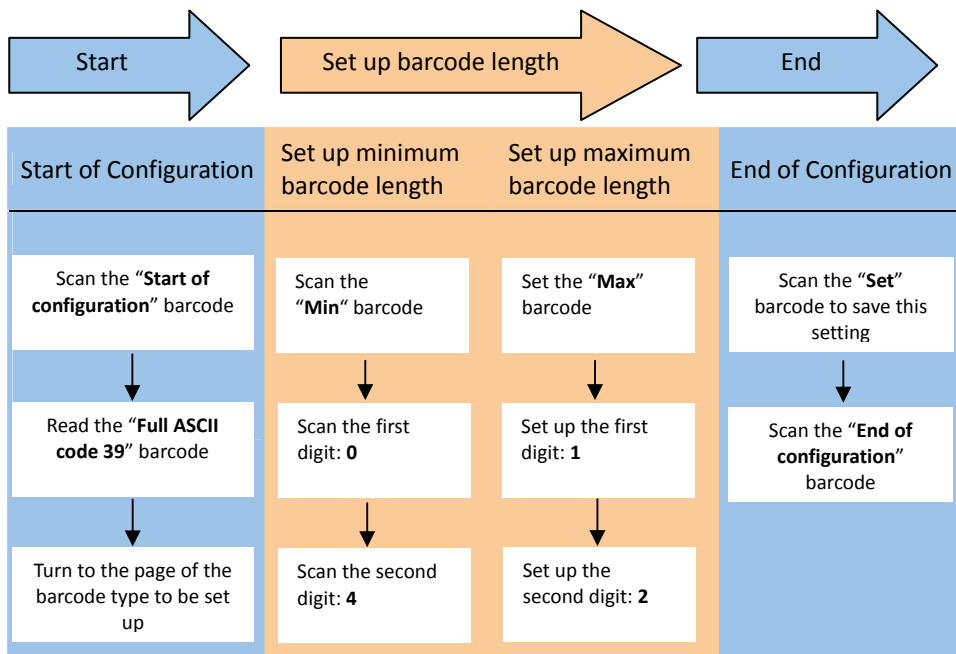 Start
Set up barcode length
End
Start of Configuration
Set up minimum
barcode length
Set up maximum
barcode length
End of Configuration
Scan the “Start of
configuration” barcode
Read the “Full ASCII
code 39” barcode
Turn to the page of the
barcode type to be set
up
Scan the
“Min“ barcode
Scan the first
digit: 0
Scan the second
digit: 4
Set the “Max”
barcode
Set up the first
digit: 1
Set up the
second digit: 2
Scan the “Set”
barcode to save this
setting
Scan the “End of
configuration”
barcode